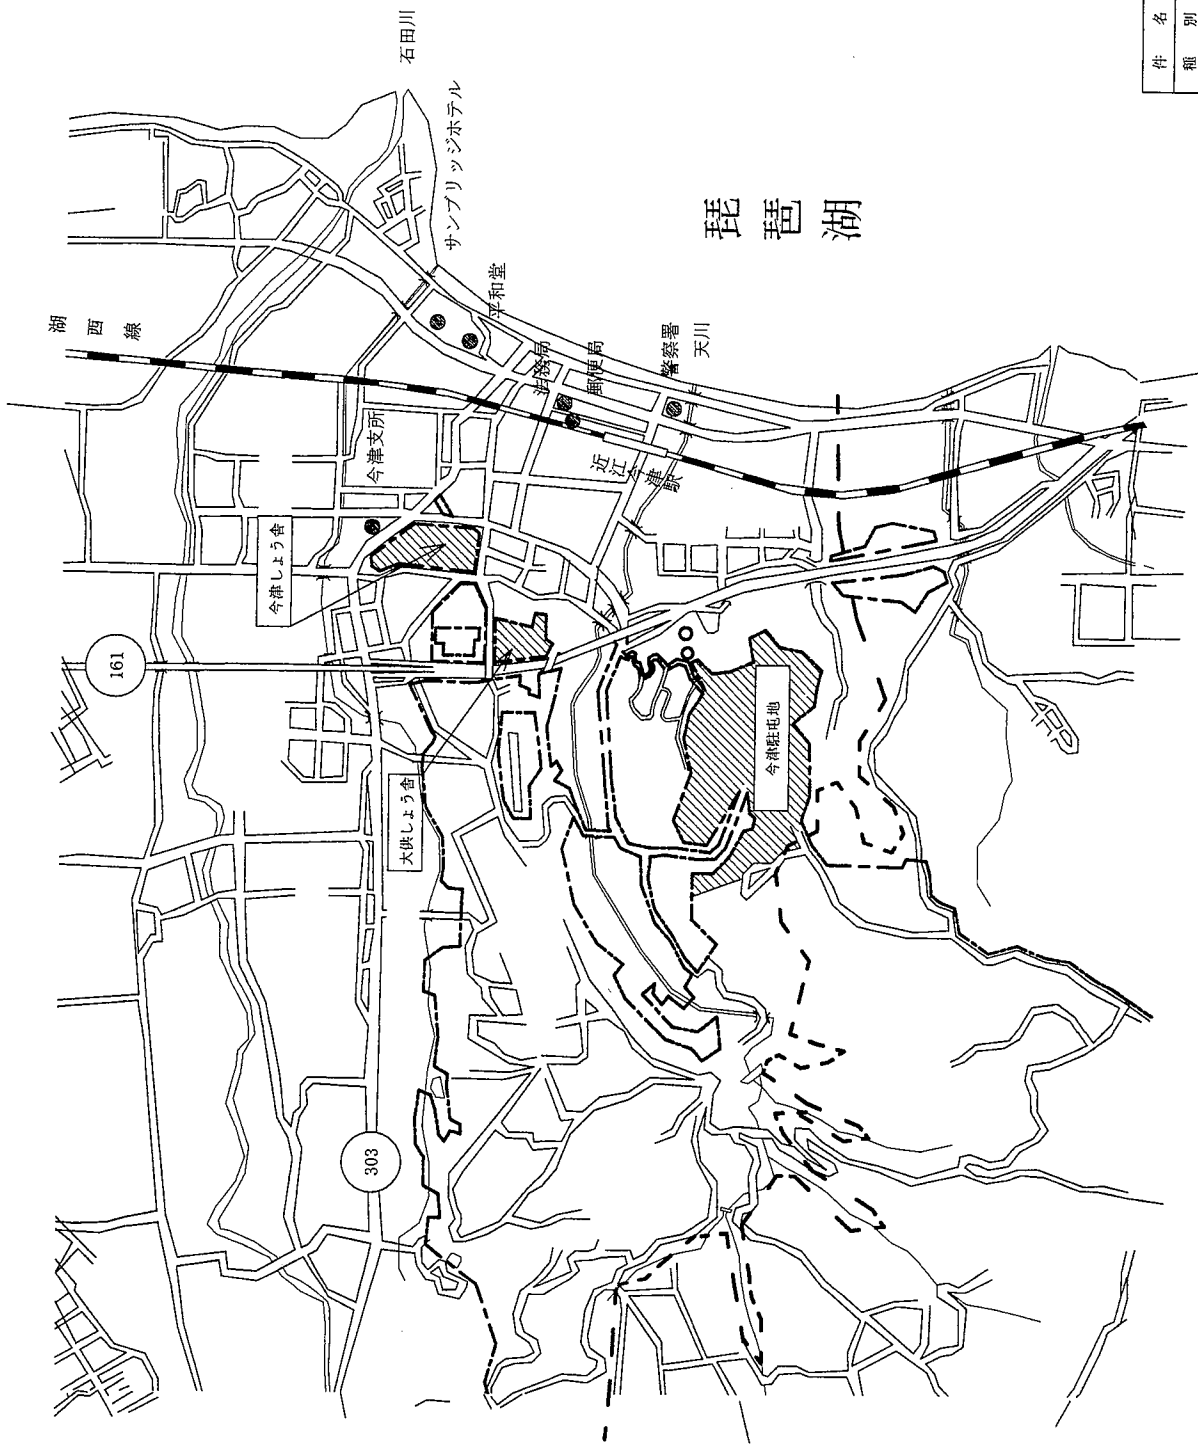 石田川
サンブリッジホテル
琵琶湖
平和堂
湖西線
法務局
郵便局
警察署
天川
今津支所
近江今津駅
今津しょう舎
161
大供しょう舎
今津駐屯地
303
件名
種別